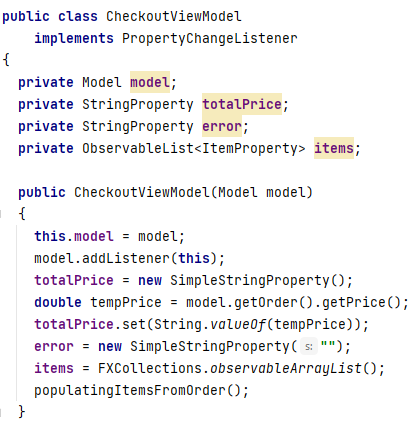 public class CheckoutViewModel
    implements PropertyChangeListener
{
  private Model model;
  private StringProperty totalPrice;
  private StringProperty error;
  private ObservableList<ItemProperty> items;

  public CheckoutViewModel(Model model)
  {
    this.model = model;
    model.addListener(this);
    totalPrice = new SimpleStringProperty();
    double tempPrice = model.getOrder().getPrice();
    totalPrice.set(String.valueOf(tempPrice));
    error = new SimpleStringProperty( s: "");
    items = FXCollections.observableArrayList();
    populatingItemsFromOrder();
  }